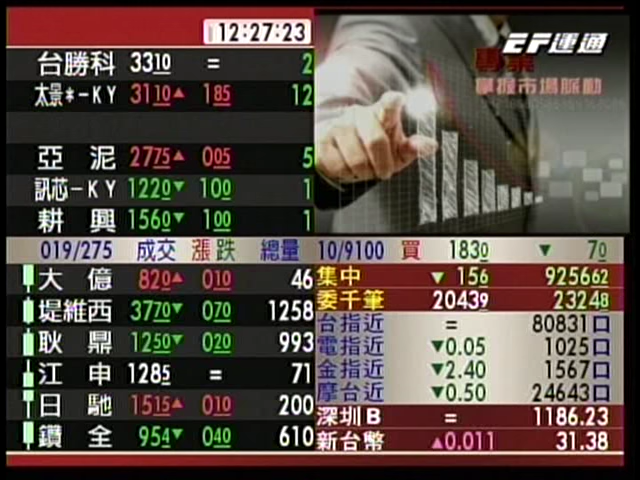 12:27:23
台勝科 3310 = 2
太景*-KY 3110▲ 185 12
亞泥 2775▲ 005 5
訊芯-KY 1220▼ 100 1
耕興 1560▼ 100 1
EF運通
專業
掌握市場脈動
019/275 成交 漲跌 總量
大億 820▲ 010 46
堤維西 3770▼ 070 1258
耿鼎 1250▼ 020 993
江申 1285 = 71
日馳 1515▲ 010 200
鑽全 954▼ 040 610
10/9100 買 1830 ▼ 70
集中 ▼ 156 925662
委千筆 20439 23248
台指近 = 80831口
電指近 ▼0.05 1025口
金指近 ▼2.40 1567口
摩台近 ▼0.50 24643口
深圳B = 1186.23
新台幣 ▲0.011 31.38